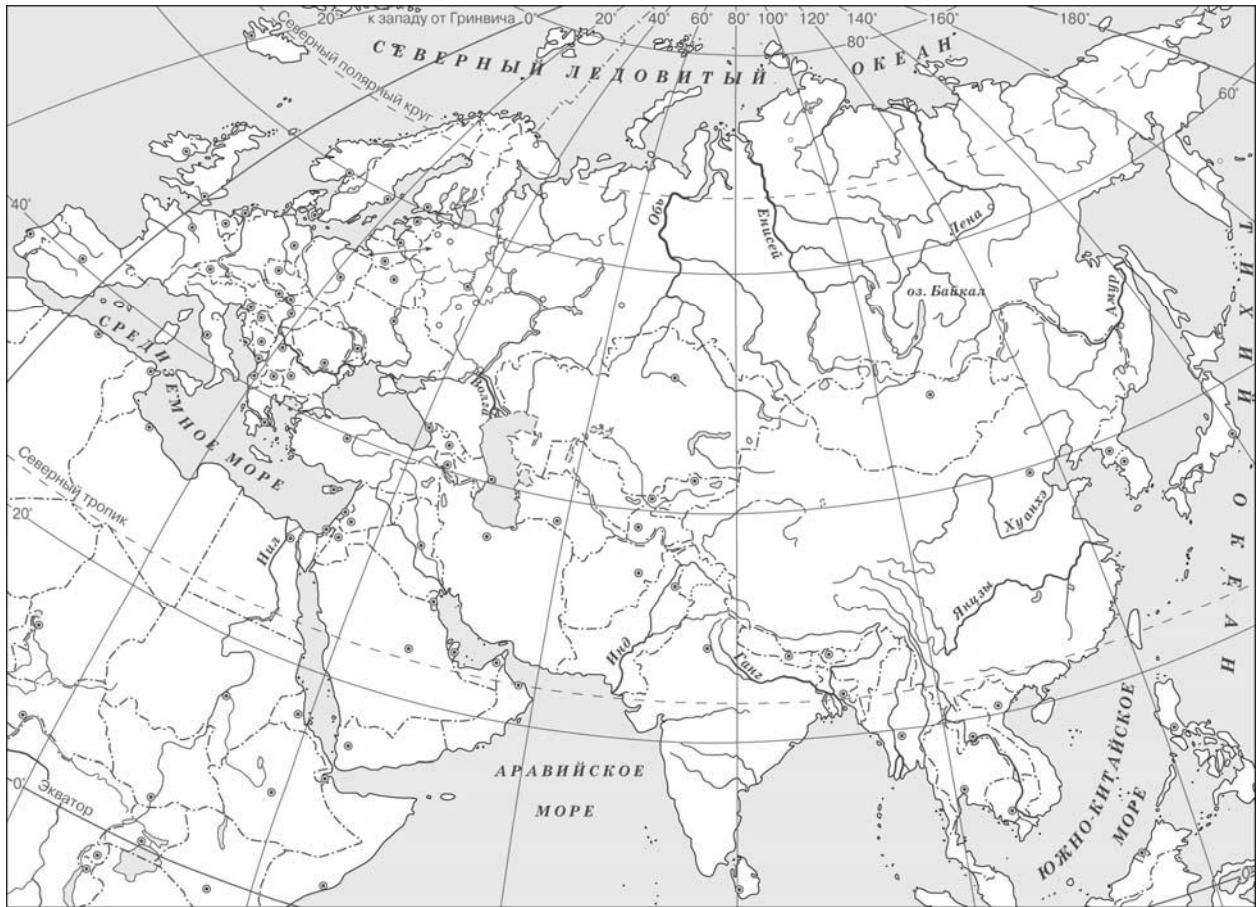 20°
к западу от Гринвича
0°
20°
40°
60°
80°
100°
120°
140°
160°
180°
80°
60°
СЕВЕРНЫЙ ЛЕДОВИТЫЙ ОКЕАН
Северный
полярный
круг
40°
Обь
Енисей
Лена
оз. Байкал
Амур
ТИХИЙ ОКЕАН
СРЕДИЗЕМНОЕ МОРЕ
Волга
Северный тропик
20°
Нил
Хуанхэ
Янцзы
Инд
Ганг
АРАВИЙСКОЕ
МОРЕ
ЮЖНО-КИТАЙСКОЕ
МОРЕ
0°
Экватор
0°